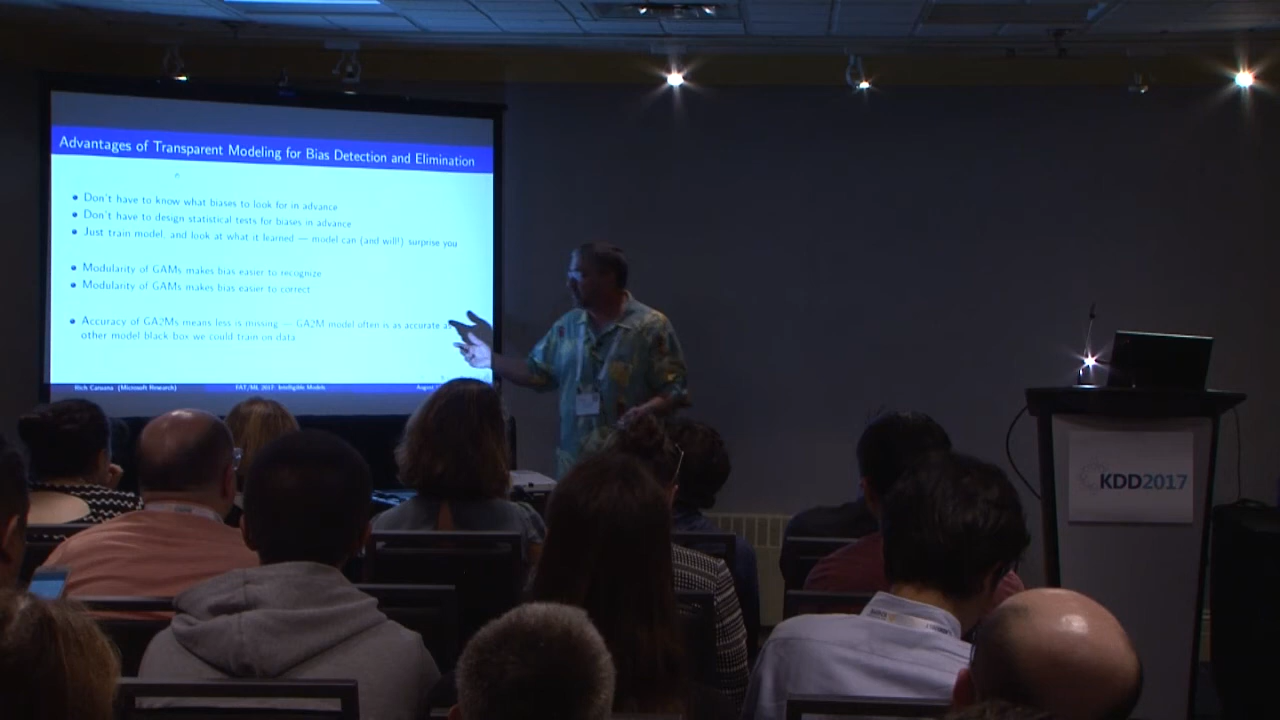 Advantages of Transparent Modeling for Bias Detection and Elimination
Don't have to know what biases to look for in advance
Don't have to design statistical tests for biases in advance
Just train model, and look at what it learned — model can (and will!) surprise you
Modularity of GAMs makes bias easier to recognize
Modularity of GAMs makes bias easier to correct
Accuracy of GA2Ms means less is missing — GA2M model often is as accurate as
other model black box we could train on data
Rich Caruana (Microsoft Research)
FAT/ML 2017: Intelligible Models
August
KDD2017